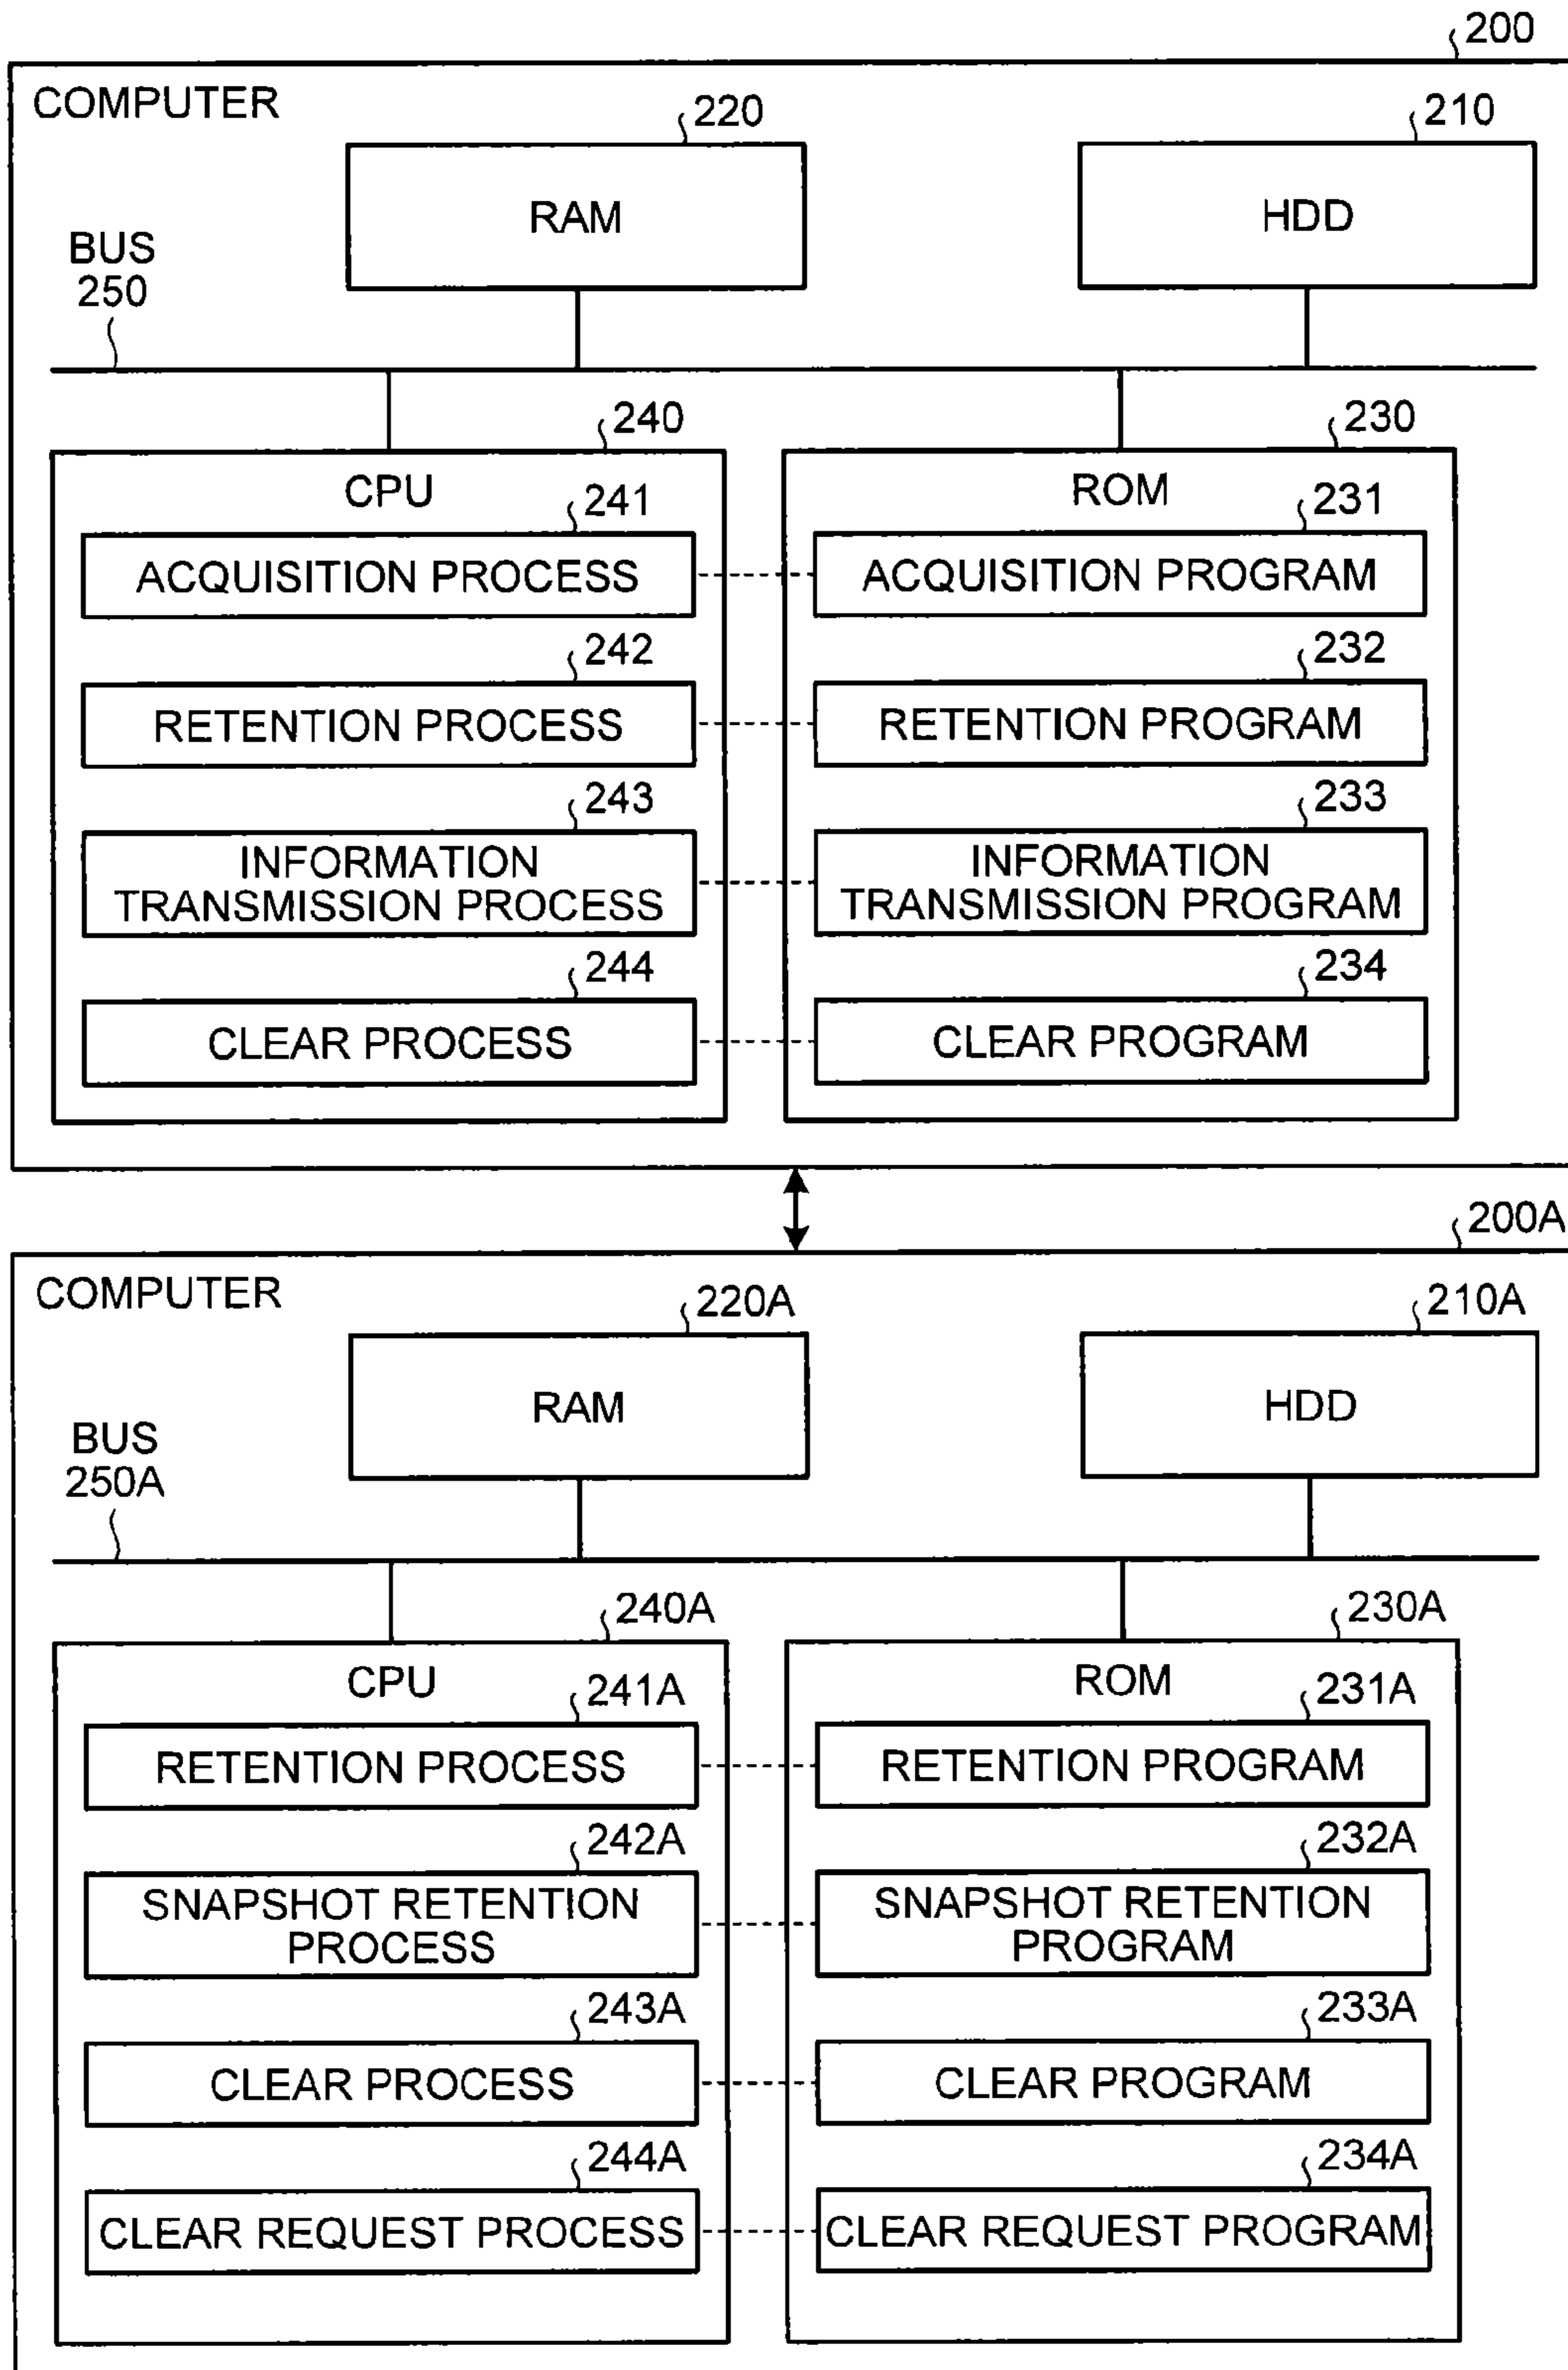 200
COMPUTER
220
210
RAM
HDD
BUS
250
240
230
CPU
ROM
241
231
ACQUISITION PROCESS
ACQUISITION PROGRAM
242
232
RETENTION PROCESS
RETENTION PROGRAM
243
233
INFORMATION
TRANSMISSION PROCESS
INFORMATION
TRANSMISSION PROGRAM
244
234
CLEAR PROCESS
CLEAR PROGRAM
200A
COMPUTER
220A
210A
RAM
HDD
BUS
250A
240A
230A
CPU
ROM
241A
231A
RETENTION PROCESS
RETENTION PROGRAM
242A
232A
SNAPSHOT RETENTION
PROCESS
SNAPSHOT RETENTION
PROGRAM
243A
233A
CLEAR PROCESS
CLEAR PROGRAM
244A
234A
CLEAR REQUEST PROCESS
CLEAR REQUEST PROGRAM